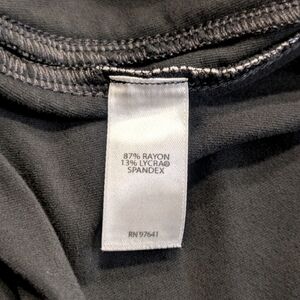 87% RAYON
13% LYCRA®
SPANDEX
RN 97641